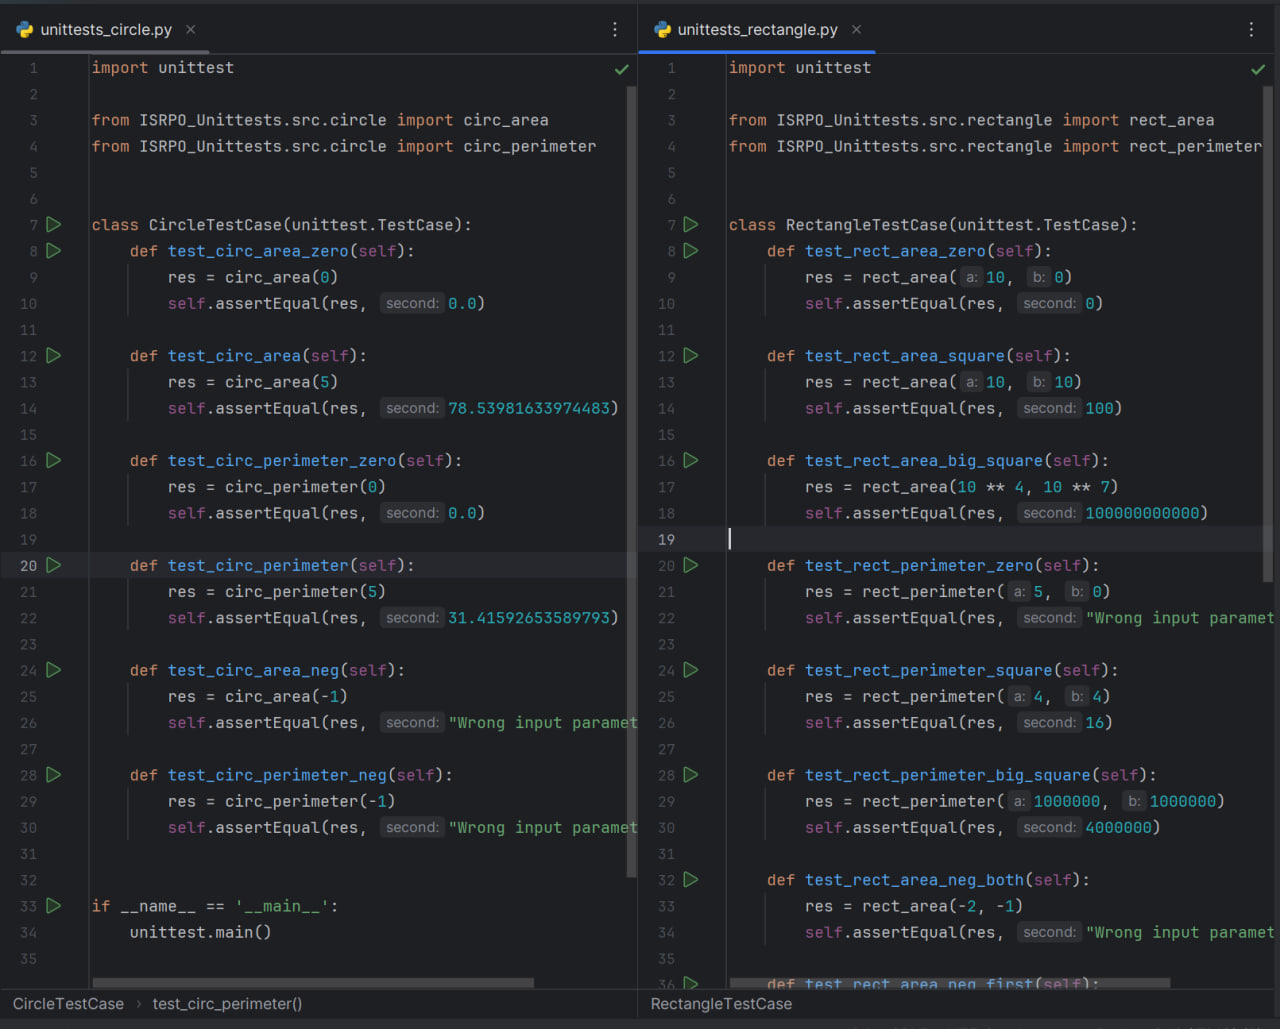 unittests_circle.py
1 import unittest
2
3 from ISRPO_Unittests.src.circle import circ_area
4 from ISRPO_Unittests.src.circle import circ_perimeter
5
6
7 class CircleTestCase(unittest.TestCase):
8 def test_circ_area_zero(self):
9 res = circ_area(0)
10 self.assertEqual(res, second: 0.0)
11
12 def test_circ_area(self):
13 res = circ_area(5)
14 self.assertEqual(res, second: 78.53981633974483)
15
16 def test_circ_perimeter_zero(self):
17 res = circ_perimeter(0)
18 self.assertEqual(res, second: 0.0)
19
20 def test_circ_perimeter(self):
21 res = circ_perimeter(5)
22 self.assertEqual(res, second: 31.41592653589793)
23
24 def test_circ_area_neg(self):
25 res = circ_area(-1)
26 self.assertEqual(res, second: "Wrong input paramet
27
28 def test_circ_perimeter_neg(self):
29 res = circ_perimeter(-1)
30 self.assertEqual(res, second: "Wrong input paramet
31
32
33 if __name__ == '__main__':
34 unittest.main()
35
CircleTestCase › test_circ_perimeter()
unittests_rectangle.py
1 import unittest
2
3 from ISRPO_Unittests.src.rectangle import rect_area
4 from ISRPO_Unittests.src.rectangle import rect_perimeter
5
6
7 class RectangleTestCase(unittest.TestCase):
8 def test_rect_area_zero(self):
9 res = rect_area( a: 10, b: 0)
10 self.assertEqual(res, second: 0)
11
12 def test_rect_area_square(self):
13 res = rect_area( a: 10, b: 10)
14 self.assertEqual(res, second: 100)
15
16 def test_rect_area_big_square(self):
17 res = rect_area(10 ** 4, 10 ** 7)
18 self.assertEqual(res, second: 100000000000)
19
20 def test_rect_perimeter_zero(self):
21 res = rect_perimeter( a: 5, b: 0)
22 self.assertEqual(res, second: "Wrong input paramet
23
24 def test_rect_perimeter_square(self):
25 res = rect_perimeter( a: 4, b: 4)
26 self.assertEqual(res, second: 16)
27
28 def test_rect_perimeter_big_square(self):
29 res = rect_perimeter( a: 1000000, b: 1000000)
30 self.assertEqual(res, second: 4000000)
31
32 def test_rect_area_neg_both(self):
33 res = rect_area(-2, -1)
34 self.assertEqual(res, second: "Wrong input paramet
35
36 def test_rect_area_neg_first(self):
RectangleTestCase